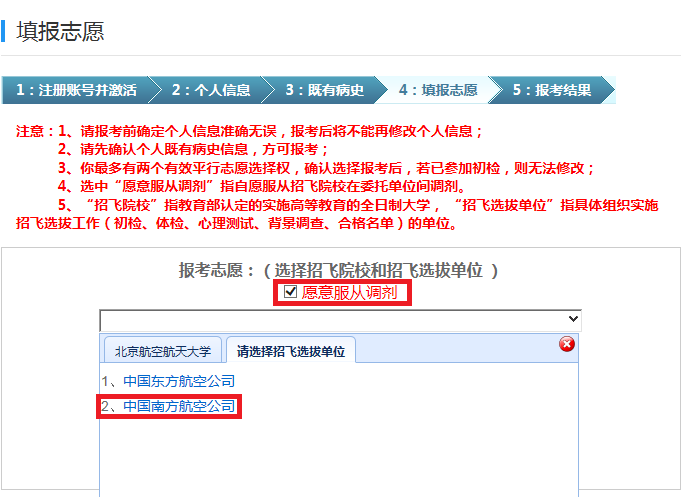 填报志愿
1：注册账号并激活 2：个人信息 3：既有病史 4：填报志愿 5：报考结果
注意：1、请报考前确定个人信息准确无误，报考后将不能再修改个人信息；
2、请先确认个人既有病史信息，方可报考；
3、你最多有两个有效平行志愿选择权，确认选择报考后，若已参加初检，则无法修改；
4、选中“愿意服从调剂”指自愿服从招飞院校在委托单位间调剂。
5、“招飞院校”指教育部认定的实施高等教育的全日制大学， “招飞选拔单位”指具体组织实施
招飞选拔工作（初检、体检、心理测试、背景调查、合格名单）的单位。
报考志愿：（选择招飞院校和招飞选拔单位 ）
愿意服从调剂
北京航空航天大学 请选择招飞选拔单位
1、中国东方航空公司
2、中国南方航空公司